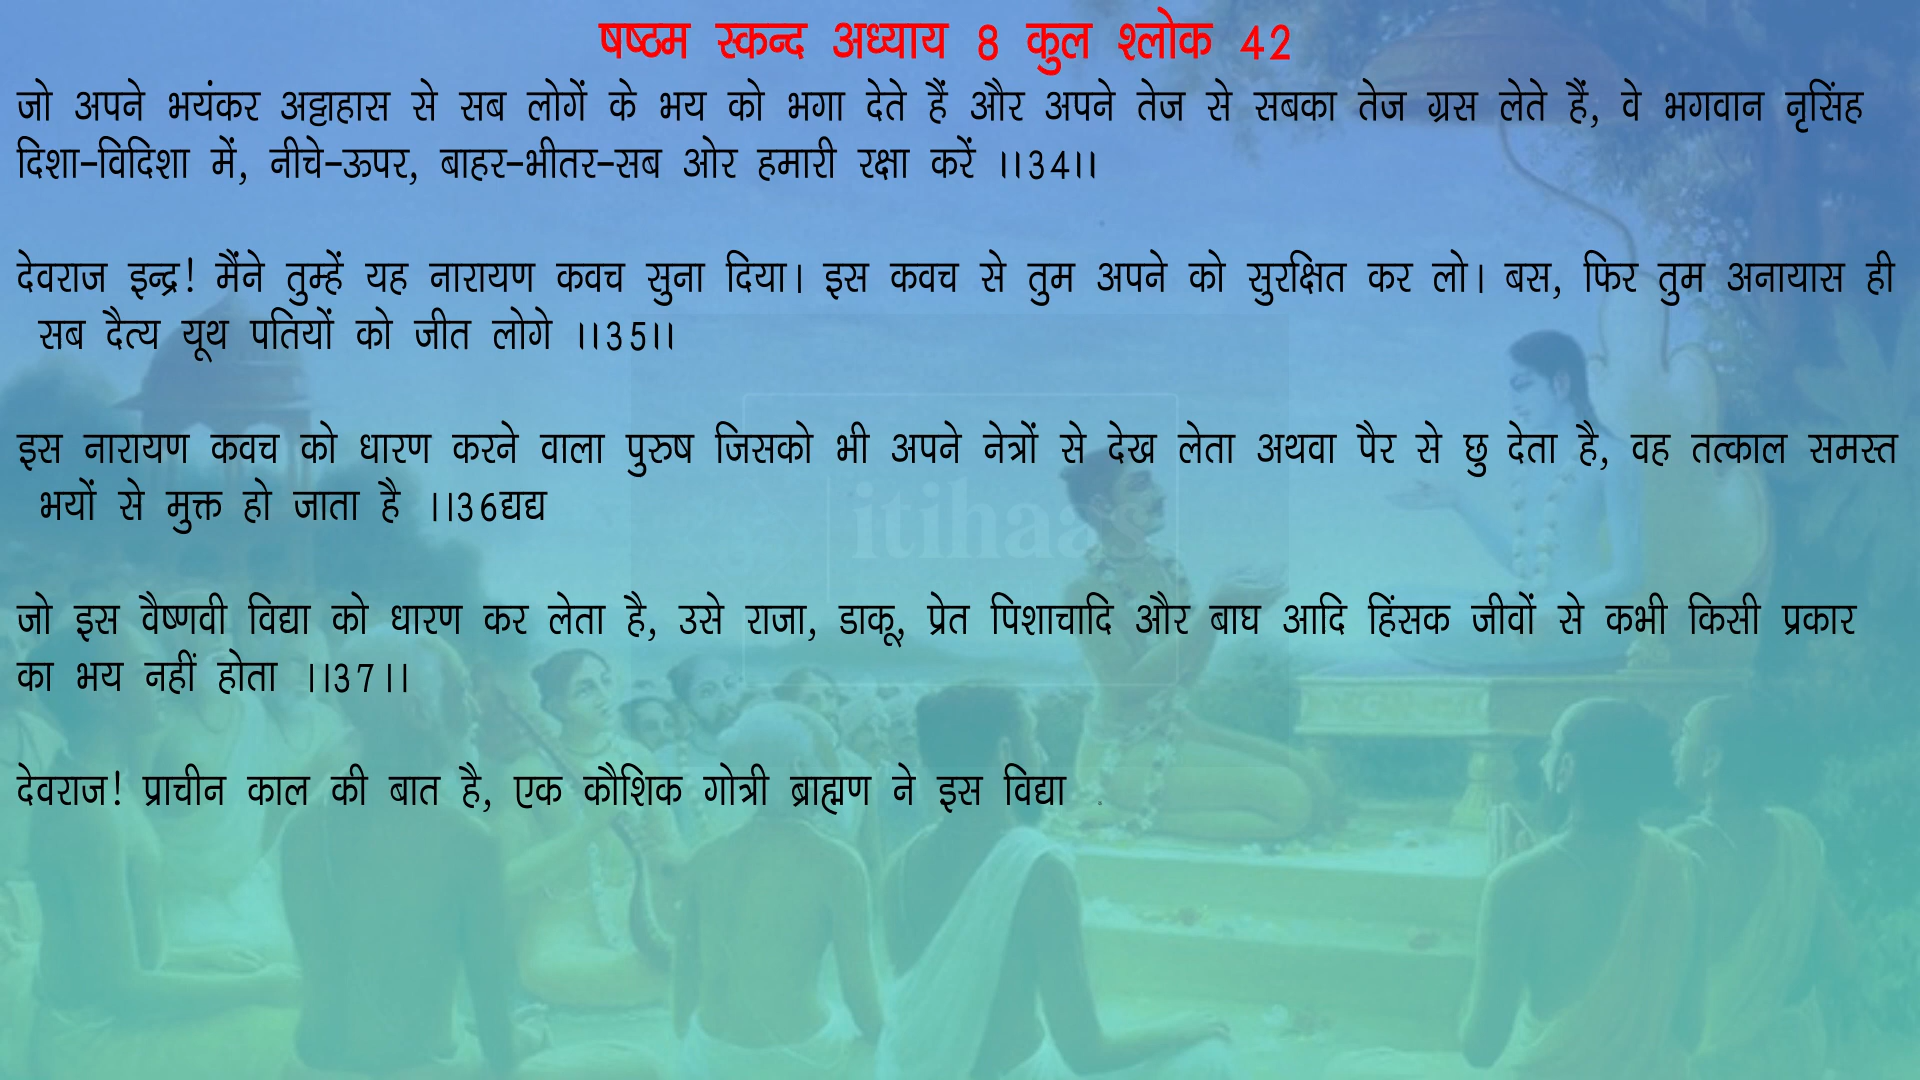 षष्ठम स्कन्द अध्याय 8 कुल श्लोक 42
जो अपने भयंकर अट्टाहास से सब लोगें के भय को भगा देते हैं और अपने तेज से सबका तेज ग्रस लेते हैं, वे भगवान नृसिंह
दिशा-विदिशा में, नीचे-ऊपर, बाहर-भीतर-सब ओर हमारी रक्षा करें ।।34।।
देवराज इन्द्र! मैंने तुम्हें यह नारायण कवच सुना दिया। इस कवच से तुम अपने को सुरक्षित कर लो। बस, फिर तुम अनायास ही
सब दैत्य यूथ पतियों को जीत लोगे ।।35।।
इस नारायण कवच को धारण करने वाला पुरुष जिसको भी अपने नेत्रों से देख लेता अथवा पैर से छु देता है, वह तत्काल समस्त
भयों से मुक्त हो जाता है ।।36द्यद्य
itihaas
जो इस वैष्णवी विद्या को धारण कर लेता है, उसे राजा, डाकू, प्रेत पिशाचादि और बाघ आदि हिंसक जीवों से कभी किसी प्रकार
का भय नहीं होता ।।37।।
देवराज! प्राचीन काल की बात है, एक कौशिक गोत्री ब्राह्मण ने इस विद्या